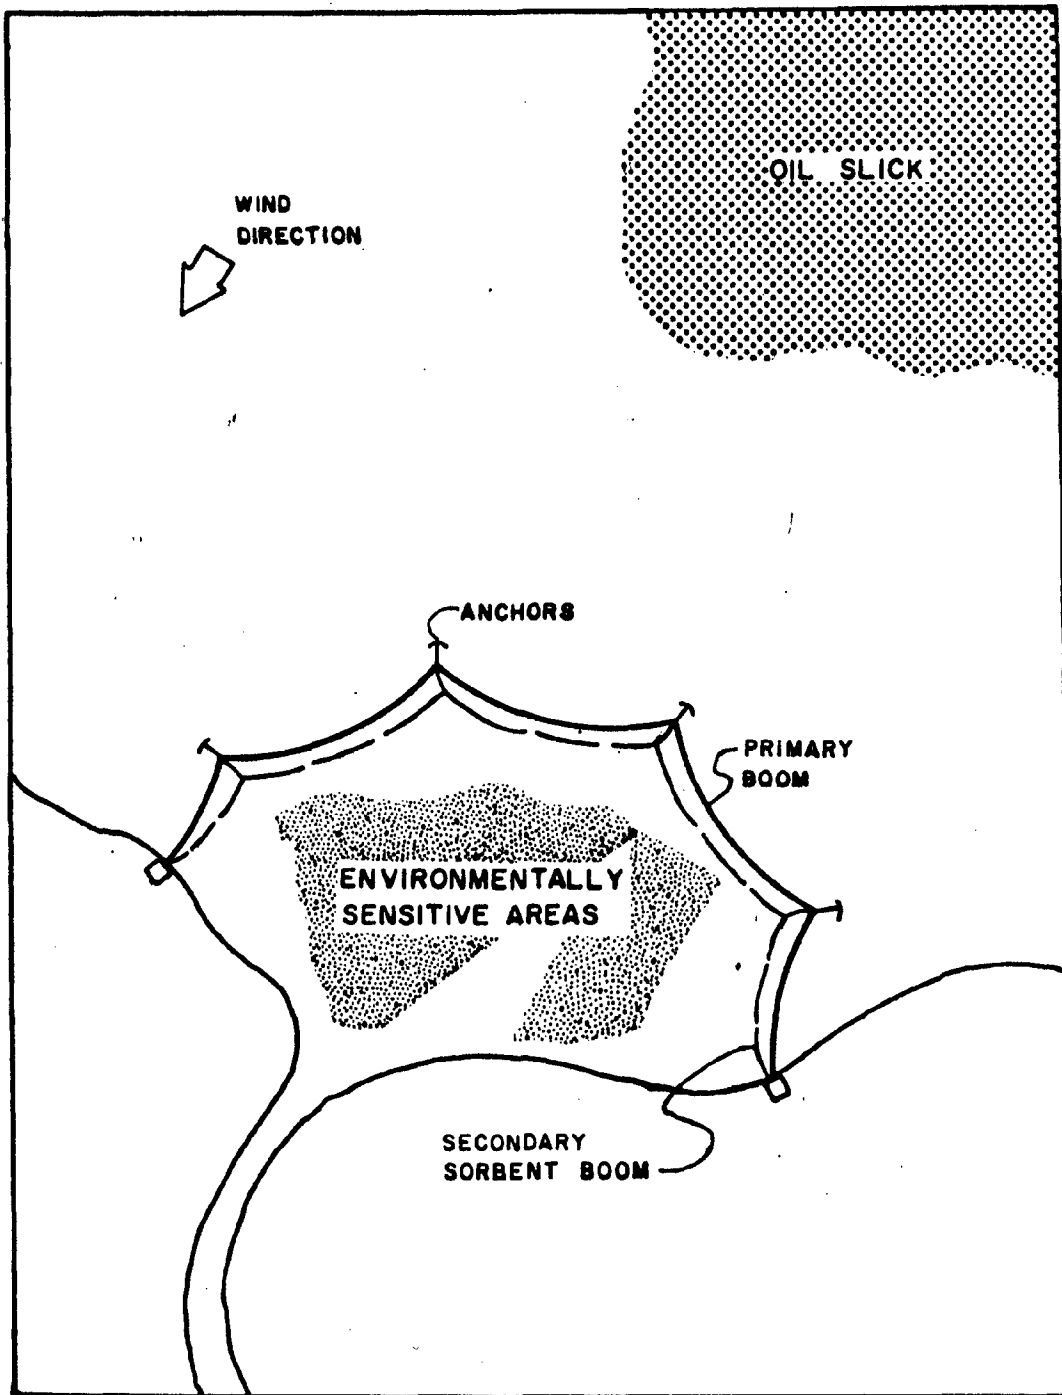 OIL SLICK
WIND
DIRECTION
ANCHORS
PRIMARY
BOOM
ENVIRONMENTALLY
SENSITIVE AREAS
SECONDARY
SORBENT BOOM